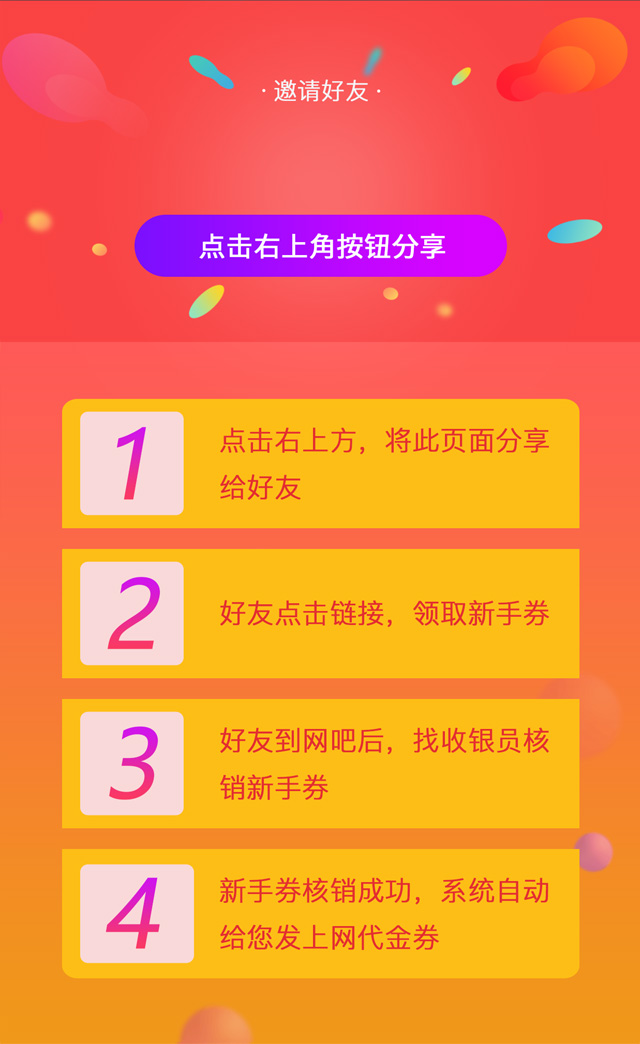 · 邀请好友 ·
点击右上角按钮分享
1
点击右上方，将此页面分享
给好友
2
好友点击链接，领取新手券
3
好友到网吧后，找收银员核
销新手券
4
新手券核销成功，系统自动
给您发上网代金券